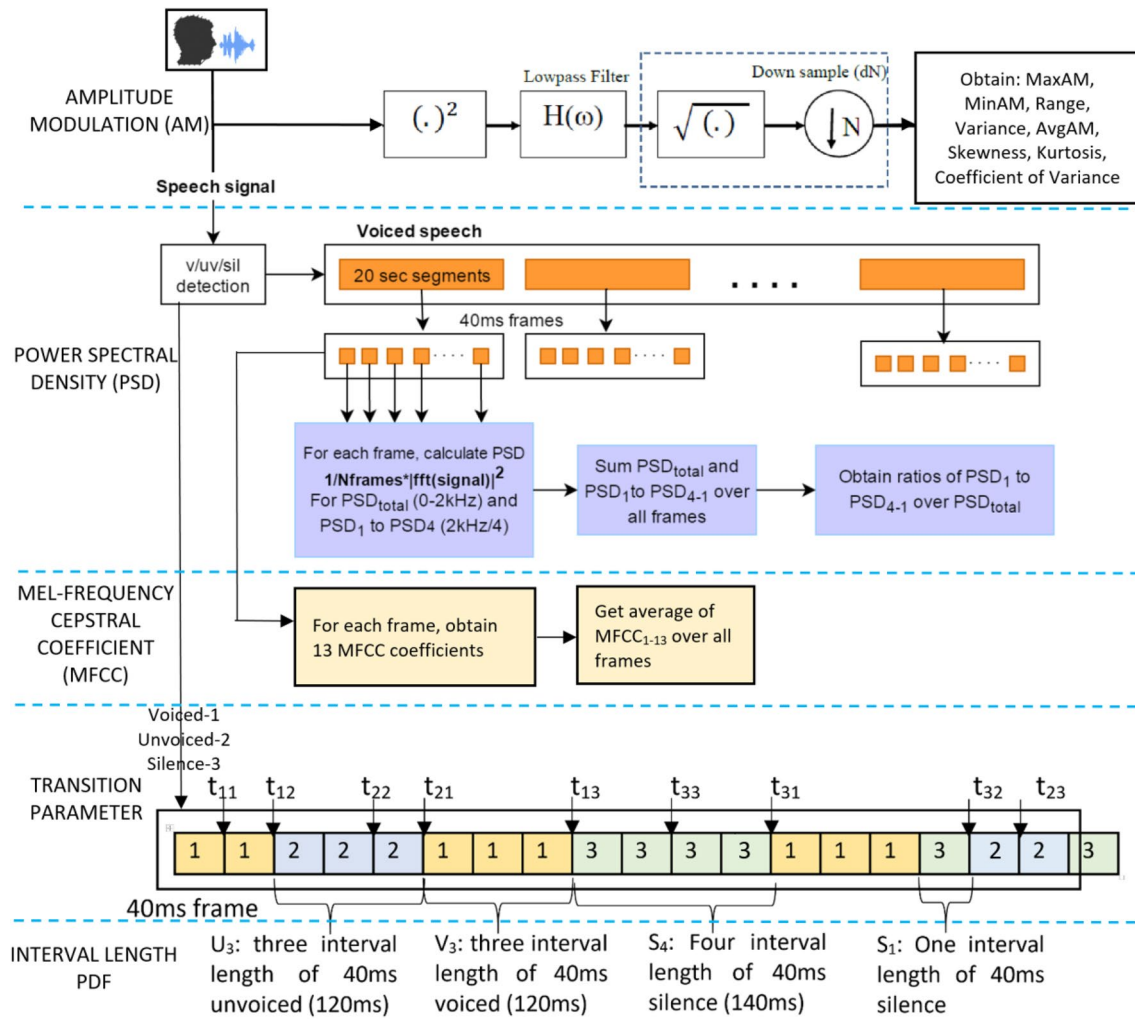 AMPLITUDE
MODULATION (AM)
Speech signal
(.)²
Lowpass Filter
H(ω)
√(.)
Down sample (dN)
↓N
Obtain: MaxAM,
MinAM, Range,
Variance, AvgAM,
Skewness, Kurtosis,
Coefficient of Variance
POWER SPECTRAL
DENSITY (PSD)
v/uv/sil
detection
Voiced speech
20 sec segments
. . . .
40ms frames
For each frame, calculate PSD
1/Nframes*|fft(signal)|²
For PSD_total (0-2kHz) and
PSD₁ to PSD₄ (2kHz/4)
Sum PSD_total and
PSD₁to PSD₄₋₁ over
all frames
Obtain ratios of PSD₁ to
PSD₄₋₁ over PSD_total
MEL-FREQUENCY
CEPSTRAL
COEFFICIENT
(MFCC)
For each frame, obtain
13 MFCC coefficients
Get average of
MFCC₁₋₁₃ over all
frames
Voiced-1
Unvoiced-2
Silence-3
TRANSITION
PARAMETER
t₁₁ t₁₂ t₂₂ t₂₁ t₁₃ t₃₃ t₃₁ t₃₂ t₂₃
1 1 2 2 2 1 1 1 3 3 3 3 1 1 1 3 2 2 3
40ms frame
INTERVAL LENGTH
PDF
U₃: three interval
length of 40ms
unvoiced (120ms)
V₃: three interval
length of 40ms
voiced (120ms)
S₄: Four interval
length of 40ms
silence (140ms)
S₁: One interval
length of 40ms
silence